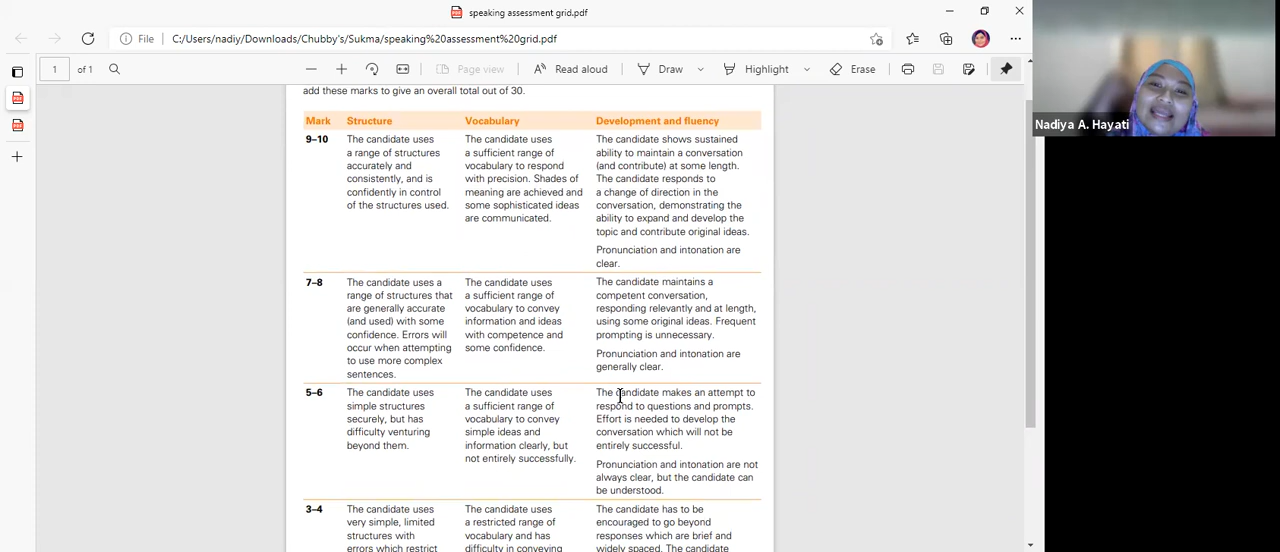 speaking assessment grid.pdf
File C:/Users/nadiy/Downloads/Chubby's/Sukma/speaking%20assessment%20grid.pdf
1 of 1
Page view
Read aloud
Draw
Highlight
Erase
Nadiya A. Hayati
add these marks to give an overall total out of 30.
Mark Structure Vocabulary Development and fluency
9–10
The candidate uses
a range of structures
accurately and
consistently, and is
confidently in control
of the structures used.
The candidate uses
a sufficient range of
vocabulary to respond
with precision. Shades of
meaning are achieved and
some sophisticated ideas
are communicated.
The candidate shows sustained
ability to maintain a conversation
(and contribute) at some length.
The candidate responds to
a change of direction in the
conversation, demonstrating the
ability to expand and develop the
topic and contribute original ideas.
Pronunciation and intonation are
clear.
7–8
The candidate uses a
range of structures that
are generally accurate
(and used) with some
confidence. Errors will
occur when attempting
to use more complex
sentences.
The candidate uses
a sufficient range of
vocabulary to convey
information and ideas
with competence and
some confidence.
The candidate maintains a
competent conversation,
responding relevantly and at length,
using some original ideas. Frequent
prompting is unnecessary.
Pronunciation and intonation are
generally clear.
5–6
The candidate uses
simple structures
securely, but has
difficulty venturing
beyond them.
The candidate uses
a sufficient range of
vocabulary to convey
simple ideas and
information clearly, but
not entirely successfully.
The candidate makes an attempt to
respond to questions and prompts.
Effort is needed to develop the
conversation which will not be
entirely successful.
Pronunciation and intonation are not
always clear, but the candidate can
be understood.
3–4
The candidate uses
very simple, limited
structures with
errors which restrict
The candidate uses
a restricted range of
vocabulary and has
difficulty in conveying
The candidate has to be
encouraged to go beyond
responses which are brief and
widely spaced. The candidate